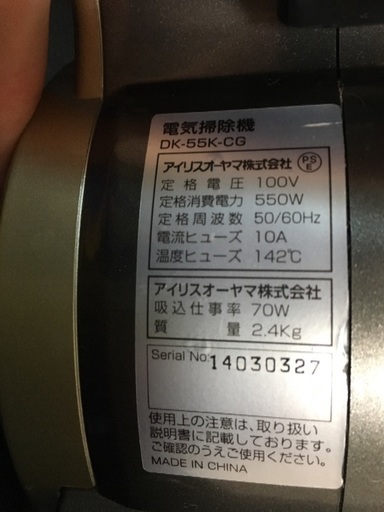 電気掃除機
DK-55K-CG
アイリスオーヤマ株式会社 PSE
定格電圧 100V
定格消費電力 550W
定格周波数 50/60Hz
電流ヒューズ 10A
温度ヒューズ 142℃
アイリスオーヤマ株式会社
吸込仕事率 70W
質量 2.4Kg
Serial No: 14030327
使用上の注意は、取り扱い
説明書に記載しております。
ご確認のうえご使用ください。
MADE IN CHINA